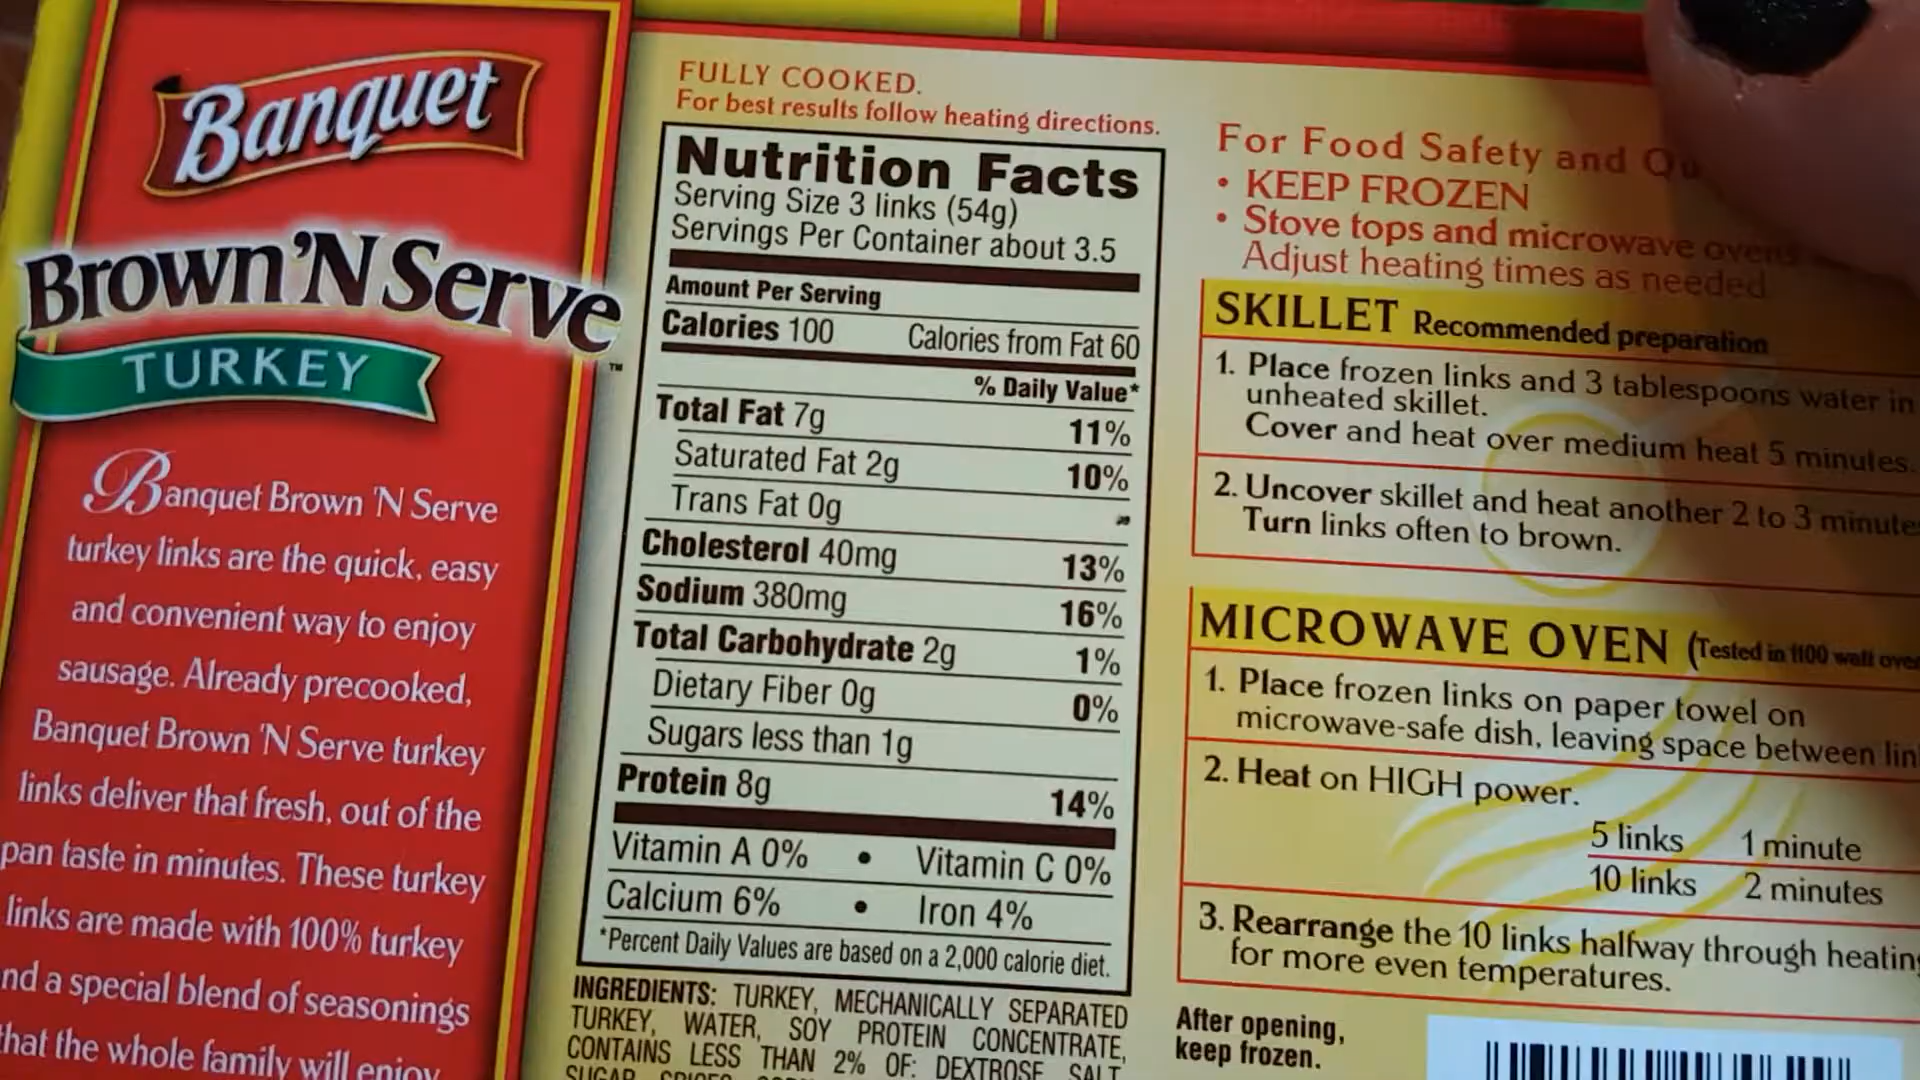 Banquet
Brown 'N Serve
TM
TURKEY
Banquet Brown 'N Serve
turkey links are the quick, easy
and convenient way to enjoy
sausage. Already precooked,
Banquet Brown 'N Serve turkey
links deliver that fresh, out of the
pan taste in minutes. These turkey
links are made with 100% turkey
nd a special blend of seasonings
that the whole family will enjoy
FULLY COOKED.
For best results follow heating directions.
Nutrition Facts
Serving Size 3 links (54g)
Servings Per Container about 3.5
Amount Per Serving
Calories 100 Calories from Fat 60
% Daily Value*
Total Fat 7g 11%
Saturated Fat 2g 10%
Trans Fat 0g
Cholesterol 40mg 13%
Sodium 380mg 16%
Total Carbohydrate 2g 1%
Dietary Fiber 0g 0%
Sugars less than 1g
Protein 8g 14%
Vitamin A 0% • Vitamin C 0%
Calcium 6% • Iron 4%
*Percent Daily Values are based on a 2,000 calorie diet.
INGREDIENTS: TURKEY, MECHANICALLY SEPARATED
TURKEY, WATER, SOY PROTEIN CONCENTRATE,
CONTAINS LESS THAN 2% OF: DEXTROSE, SALT,
SUGAR, SPICES,
For Food Safety and Qu
• KEEP FROZEN
• Stove tops and microwave ovens
Adjust heating times as needed
SKILLET Recommended preparation
1. Place frozen links and 3 tablespoons water in
unheated skillet.
Cover and heat over medium heat 5 minutes.
2. Uncover skillet and heat another 2 to 3 minutes
Turn links often to brown.
MICROWAVE OVEN (Tested in 1100 watt ove
1. Place frozen links on paper towel on
microwave-safe dish, leaving space between lin
2. Heat on HIGH power.
5 links 1 minute
10 links 2 minutes
3. Rearrange the 10 links halfway through heating
for more even temperatures.
After opening,
keep frozen.